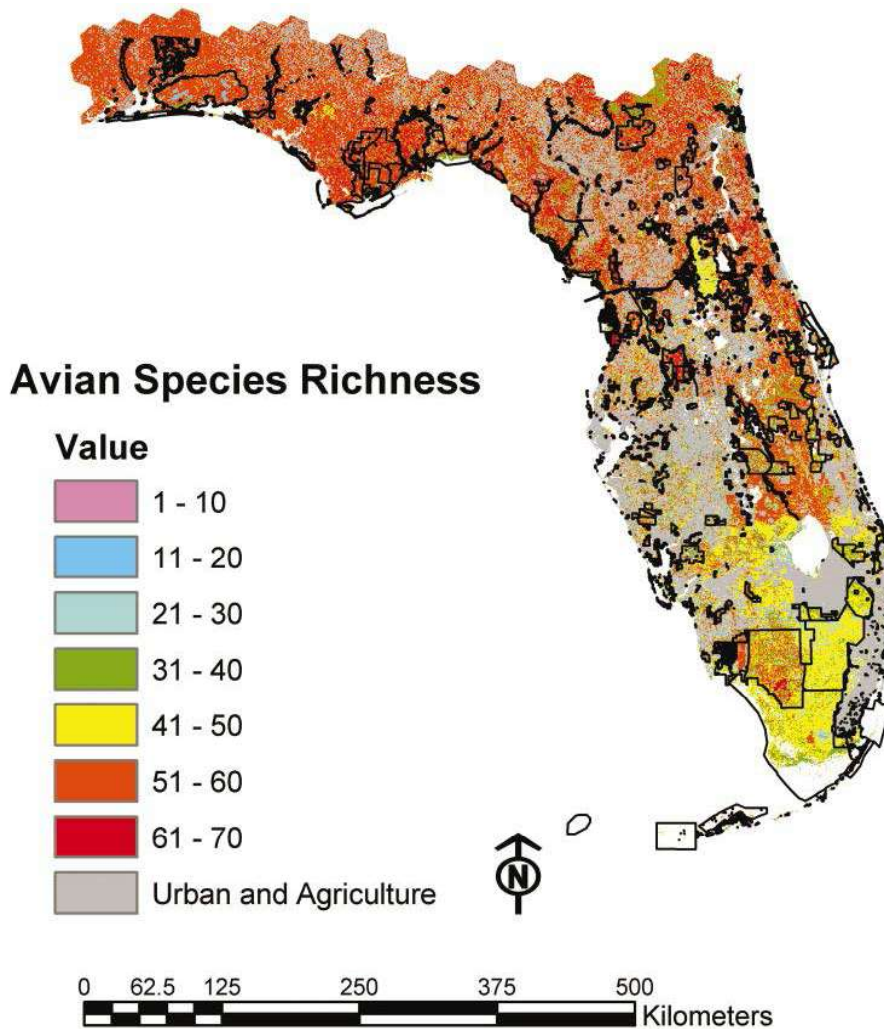 Avian Species Richness
Value
1 - 10
11 - 20
21 - 30
31 - 40
41 - 50
51 - 60
61 - 70
Urban and Agriculture
N
0 62.5 125 250 375 500
Kilometers